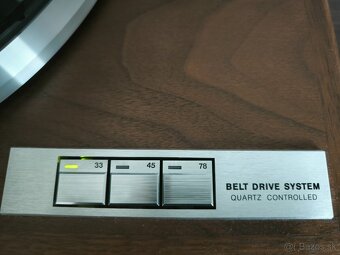 33 45 78
BELT DRIVE SYSTEM
QUARTZ CONTROLLED